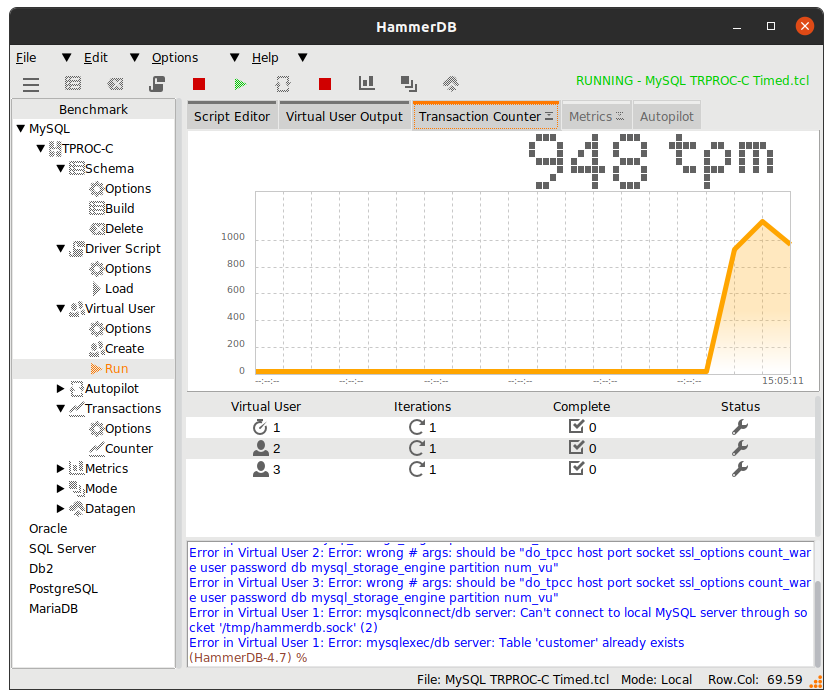 HammerDB
File Edit Options Help
RUNNING - MySQL TRPROC-C Timed.tcl
Benchmark
MySQL
TPROC-C
Schema
Options
Build
Delete
Driver Script
Options
Load
Virtual User
Options
Create
Run
Autopilot
Transactions
Options
Counter
Metrics
Mode
Datagen
Oracle
SQL Server
Db2
PostgreSQL
MariaDB
Script Editor Virtual User Output Transaction Counter Metrics Autopilot
948 tpm
1000
800
600
400
200
0
--:--:-- --:--:-- --:--:-- --:--:-- --:--:-- --:--:-- 15:05:11
Virtual User Iterations Complete Status
1 1 0
2 1 0
3 1 0
Error in Virtual User 2: Error: wrong # args: should be "do_tpcc host port socket ssl_options count_war
e user password db mysql_storage_engine partition num_vu"
Error in Virtual User 3: Error: wrong # args: should be "do_tpcc host port socket ssl_options count_war
e user password db mysql_storage_engine partition num_vu"
Error in Virtual User 1: Error: mysqlconnect/db server: Can't connect to local MySQL server through so
cket '/tmp/hammerdb.sock' (2)
Error in Virtual User 1: Error: mysqlexec/db server: Table 'customer' already exists
(HammerDB-4.7) %
File: MySQL TRPROC-C Timed.tcl Mode: Local Row.Col: 69.59